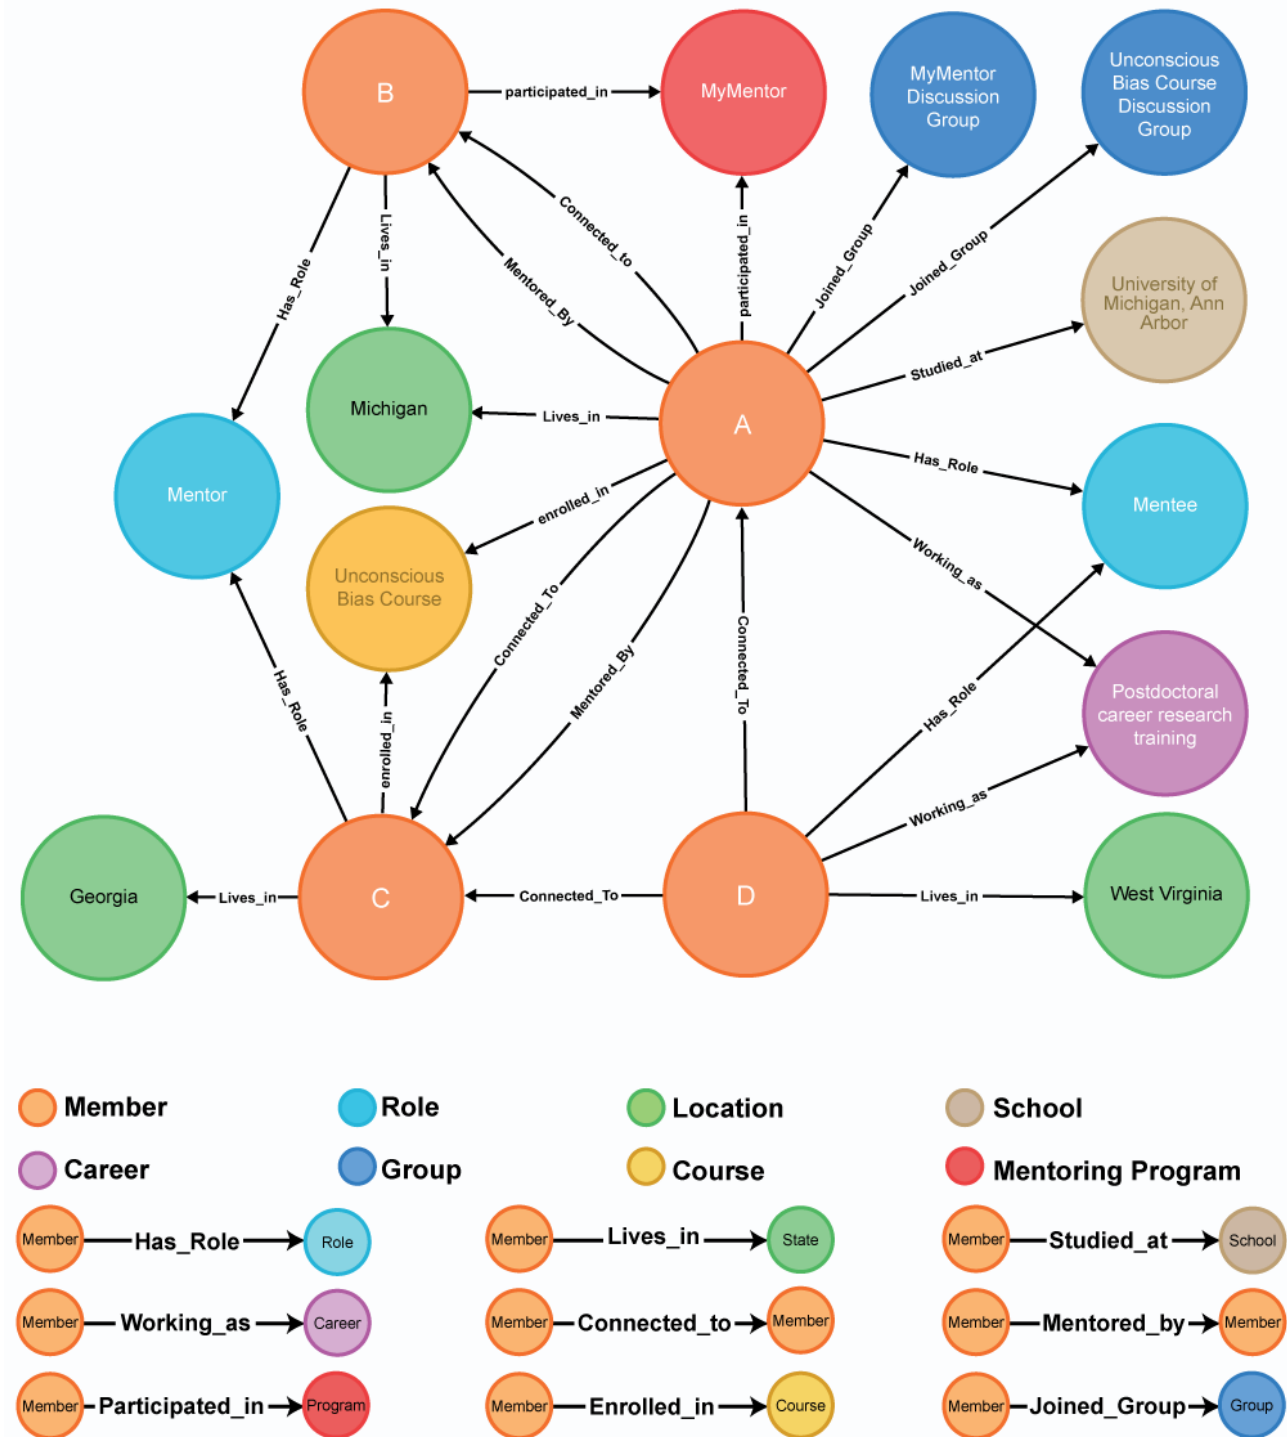 B
participated_in
MyMentor
MyMentor
Discussion
Group
Unconscious
Bias Course
Discussion
Group
Connected_to
Lives_in
Mentored_By
participated_in
Joined_Group
Joined_Group
Has_Role
University of
Michigan, Ann
Arbor
Studied_at
Michigan
Lives_in
A
Has_Role
Mentor
enrolled_in
Mentee
Working_as
Unconscious
Bias Course
Connected_To
Mentored_By
Connected_To
Has_Role
Has_Role
enrolled_in
Postdoctoral
career research
training
Working_as
Georgia
Lives_in
C
Connected_To
D
Lives_in
West Virginia
Member
Role
Location
School
Career
Group
Course
Mentoring Program
Member Has_Role Role
Member Lives_in State
Member Studied_at School
Member Working_as Career
Member Connected_to Member
Member Mentored_by Member
Member Participated_in Program
Member Enrolled_in Course
Member Joined_Group Group